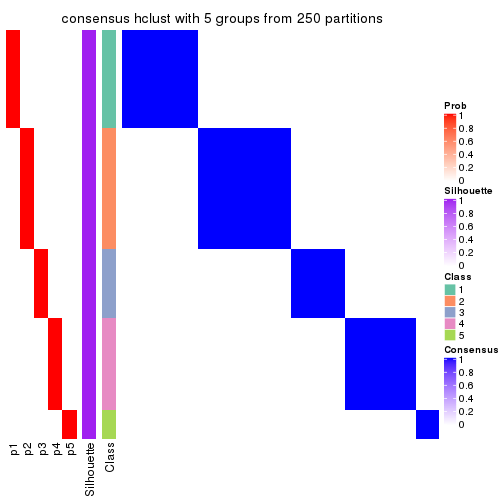 consensus hclust with 5 groups from 250 partitions
Prob
1
0.8
0.6
0.4
0.2
0
Silhouette
1
0.8
0.6
0.4
0.2
0
Class
1
2
3
4
5
Consensus
1
0.8
0.6
0.4
0.2
0
p1
p2
p3
p4
p5
Silhouette
Class